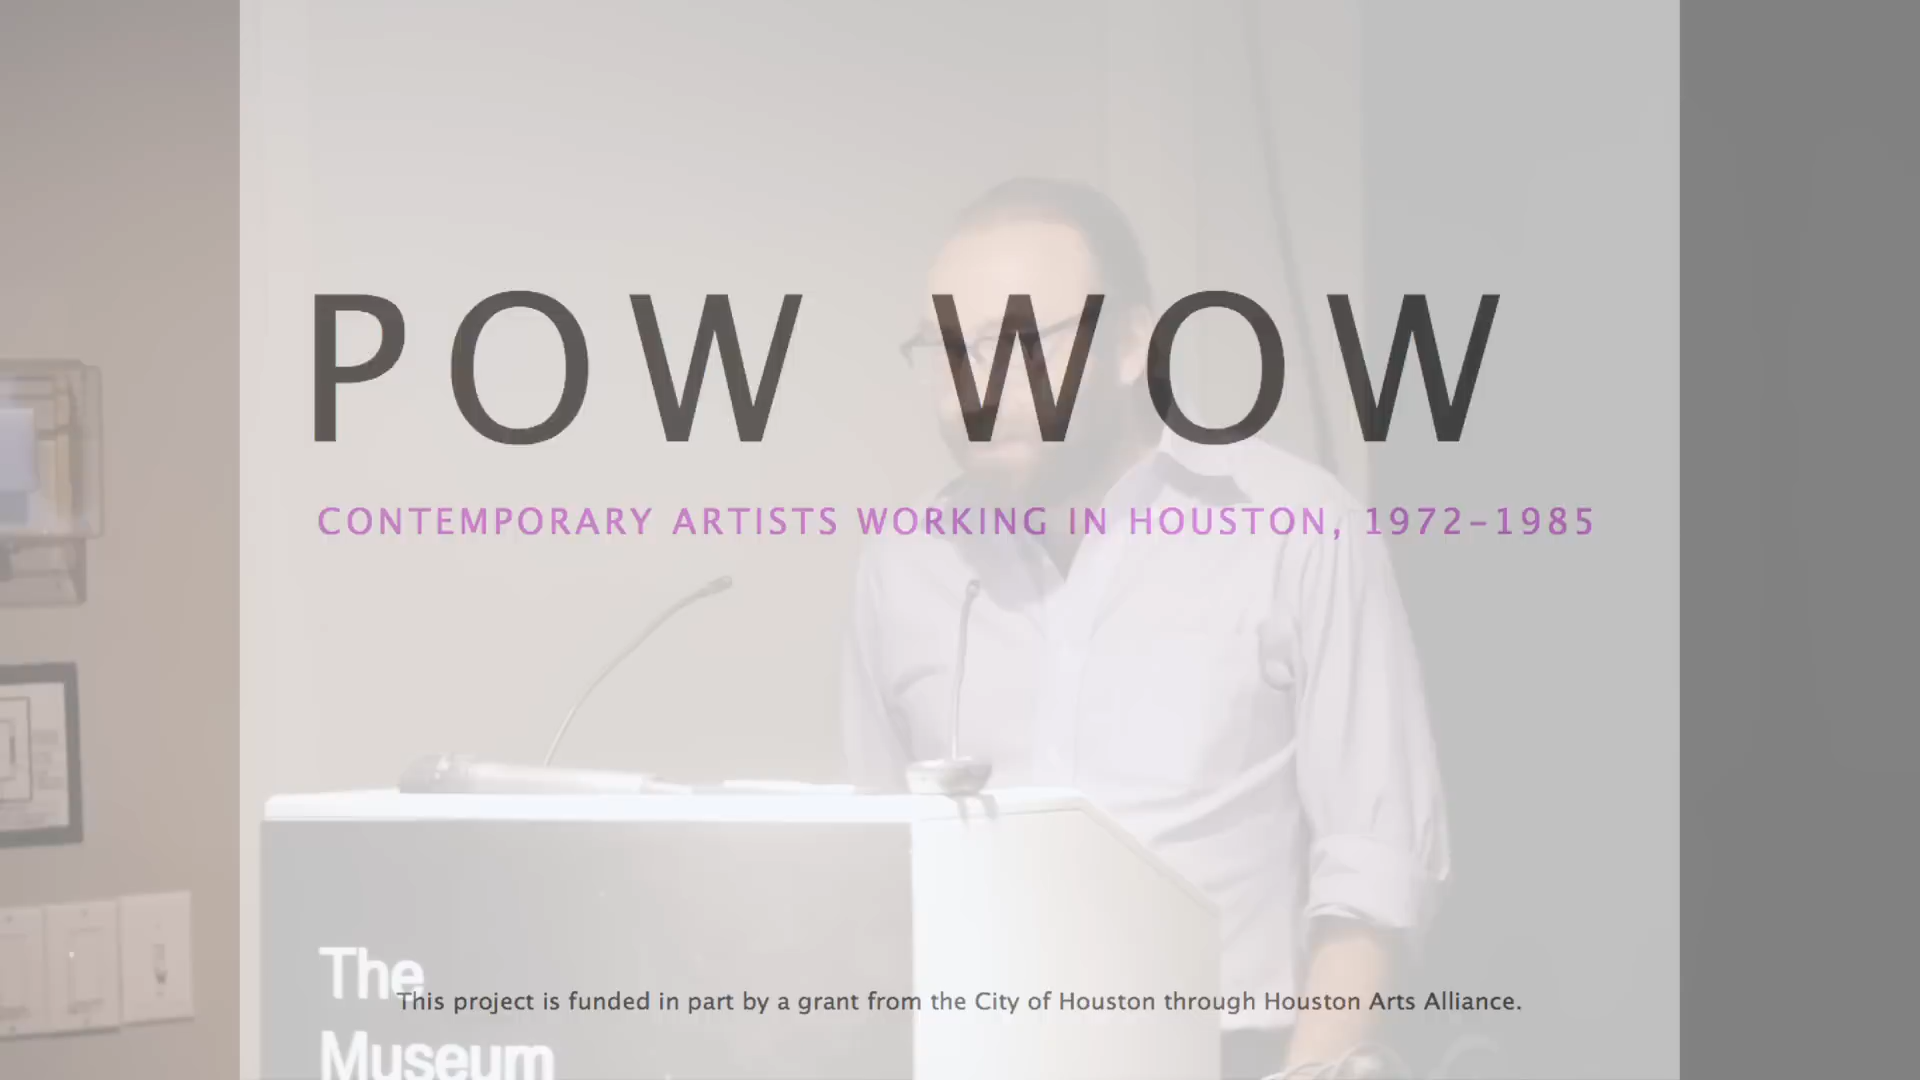 POW WOW
CONTEMPORARY ARTISTS WORKING IN HOUSTON, 1972–1985
The
This project is funded in part by a grant from the City of Houston through Houston Arts Alliance.
Museum